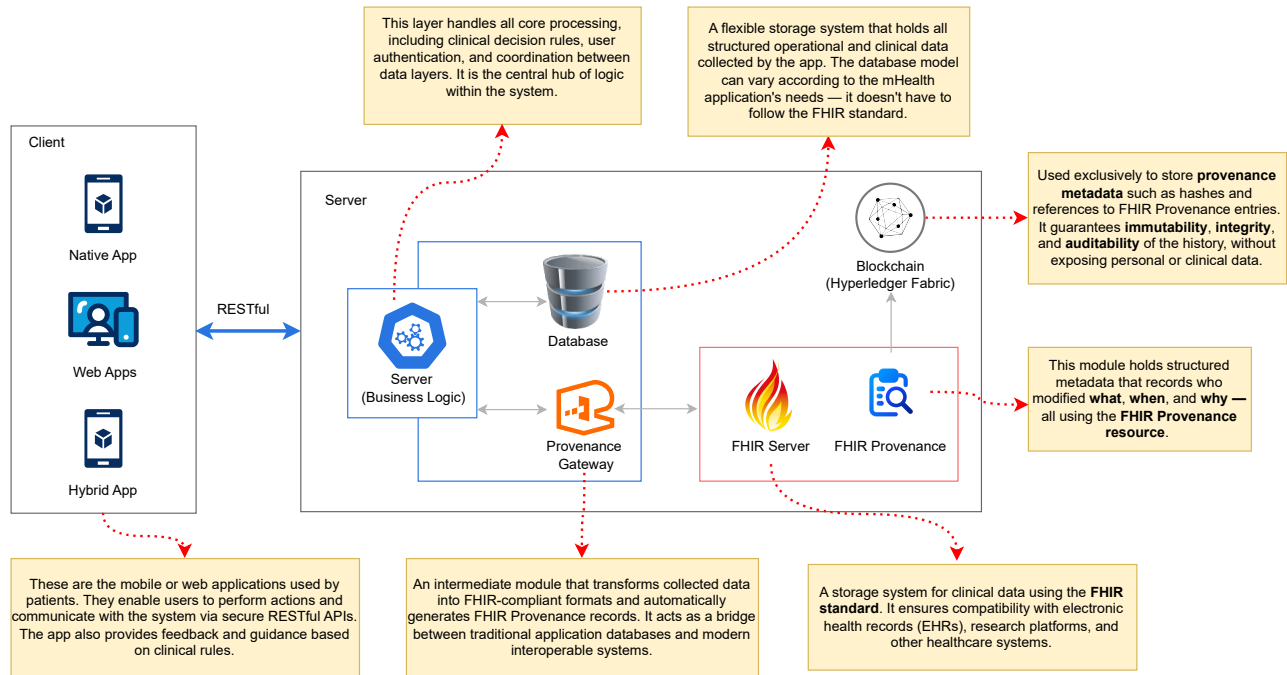 This layer handles all core processing,
including clinical decision rules, user
authentication, and coordination between
data layers. It is the central hub of logic
within the system.
A flexible storage system that holds all
structured operational and clinical data
collected by the app. The database model
can vary according to the mHealth
application's needs — it doesn't have to
follow the FHIR standard.
Client
Native App
Web Apps
Hybrid App
RESTful
Server
Server
(Business Logic)
Database
Provenance
Gateway
Blockchain
(Hyperledger Fabric)
FHIR Server
FHIR Provenance
Used exclusively to store provenance
metadata such as hashes and
references to FHIR Provenance entries.
It guarantees immutability, integrity,
and auditability of the history, without
exposing personal or clinical data.
This module holds structured
metadata that records who
modified what, when, and why —
all using the FHIR Provenance
resource.
These are the mobile or web applications used by
patients. They enable users to perform actions and
communicate with the system via secure RESTful APIs.
The app also provides feedback and guidance based
on clinical rules.
An intermediate module that transforms collected data
into FHIR-compliant formats and automatically
generates FHIR Provenance records. It acts as a bridge
between traditional application databases and modern
interoperable systems.
A storage system for clinical data using the FHIR
standard. It ensures compatibility with electronic
health records (EHRs), research platforms, and
other healthcare systems.